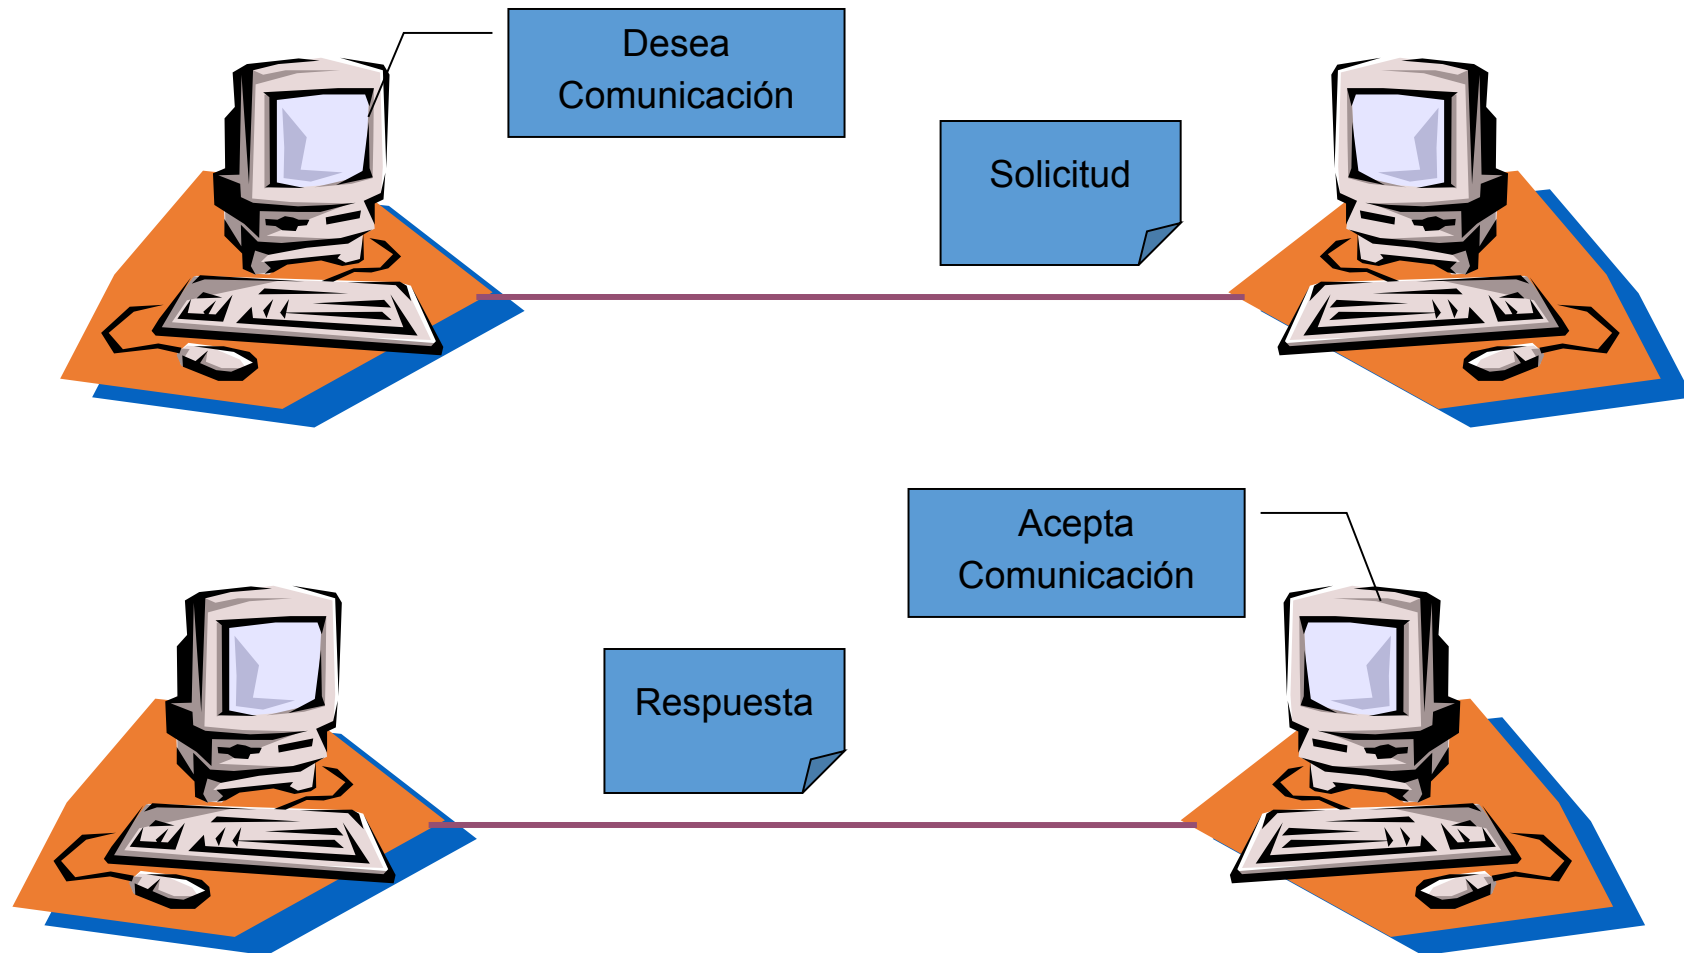 Desea
Comunicación
Solicitud
Acepta
Comunicación
Respuesta